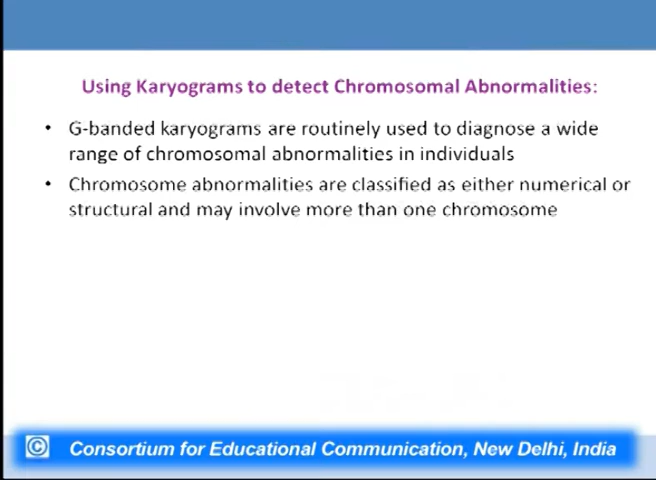 Using Karyograms to detect Chromosomal Abnormalities:
• G-banded karyograms are routinely used to diagnose a wide
range of chromosomal abnormalities in individuals
• Chromosome abnormalities are classified as either numerical or
structural and may involve more than one chromosome
© Consortium for Educational Communication, New Delhi, India